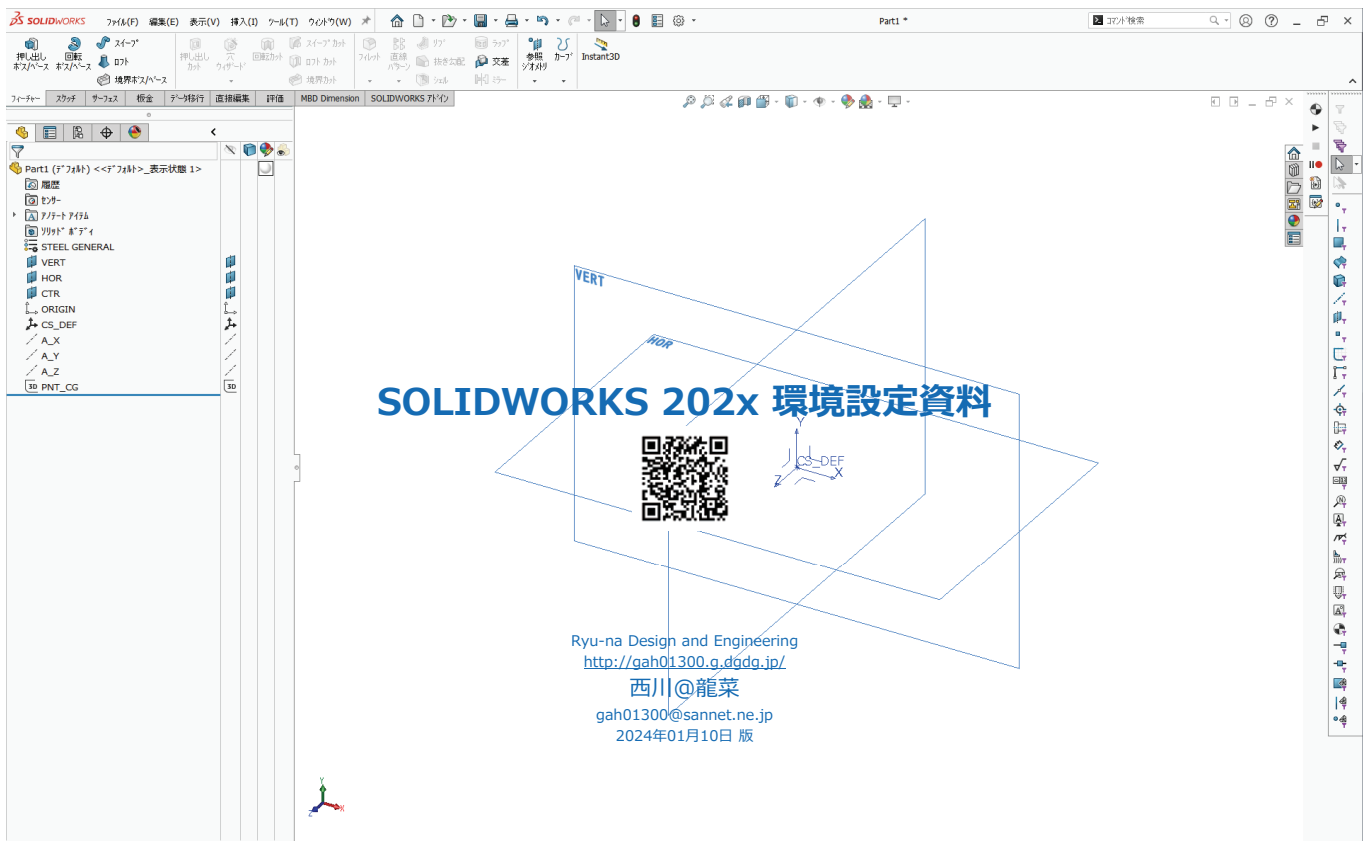 SOLIDWORKS ファイル(F) 編集(E) 表示(V) 挿入(I) ツール(T) ウィンドウ(W) Part1 * コマンド検索
押し出し ボス/ベース
回転 ボス/ベース
スイープ
ロフト
境界ボス/ベース
押し出し カット
穴 ウィザード
回転カット
スイープ カット
ロフト カット
境界カット
フィレット
直線 パターン
リブ
抜き勾配
シェル
ラップ
交差
ミラー
参照 ジオメトリ
カーブ
Instant3D
フィーチャー スケッチ サーフェス 板金 データ移行 直接編集 評価 MBD Dimension SOLIDWORKS アドイン
Part1 (デフォルト) <<デフォルト>_表示状態 1>
履歴
センサー
アノテート アイテム
ソリッド ボディ
STEEL GENERAL
VERT
HOR
CTR
ORIGIN
CS_DEF
A_X
A_Y
A_Z
PNT_CG
VERT
HOR
SOLIDWORKS 202x 環境設定資料
Y
CS_DEF
X
Z
Ryu-na Design and Engineering
http://gah01300.g.dgdg.jp/
西川@龍菜
gah01300@sannet.ne.jp
2024年01月10日 版
Y
X
Z